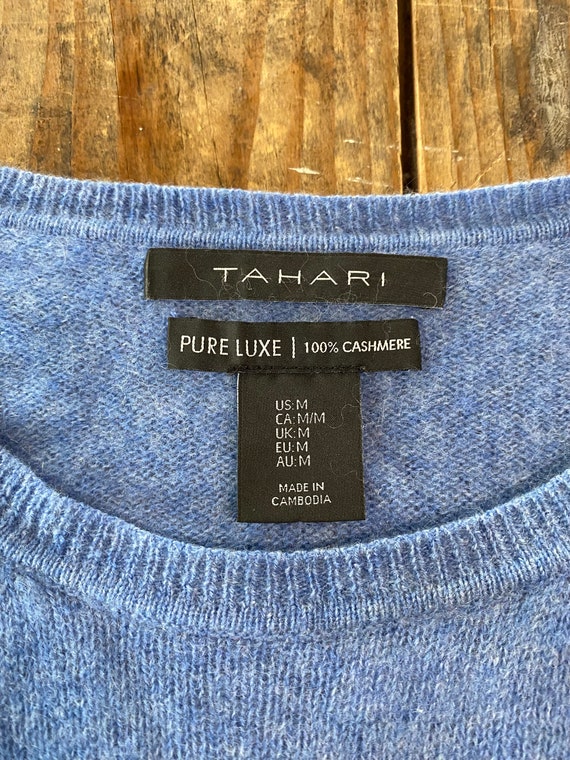 TAHARI
PURE LUXE | 100% CASHMERE
US: M
CA: M/M
UK: M
EU: M
AU: M
MADE IN
CAMBODIA